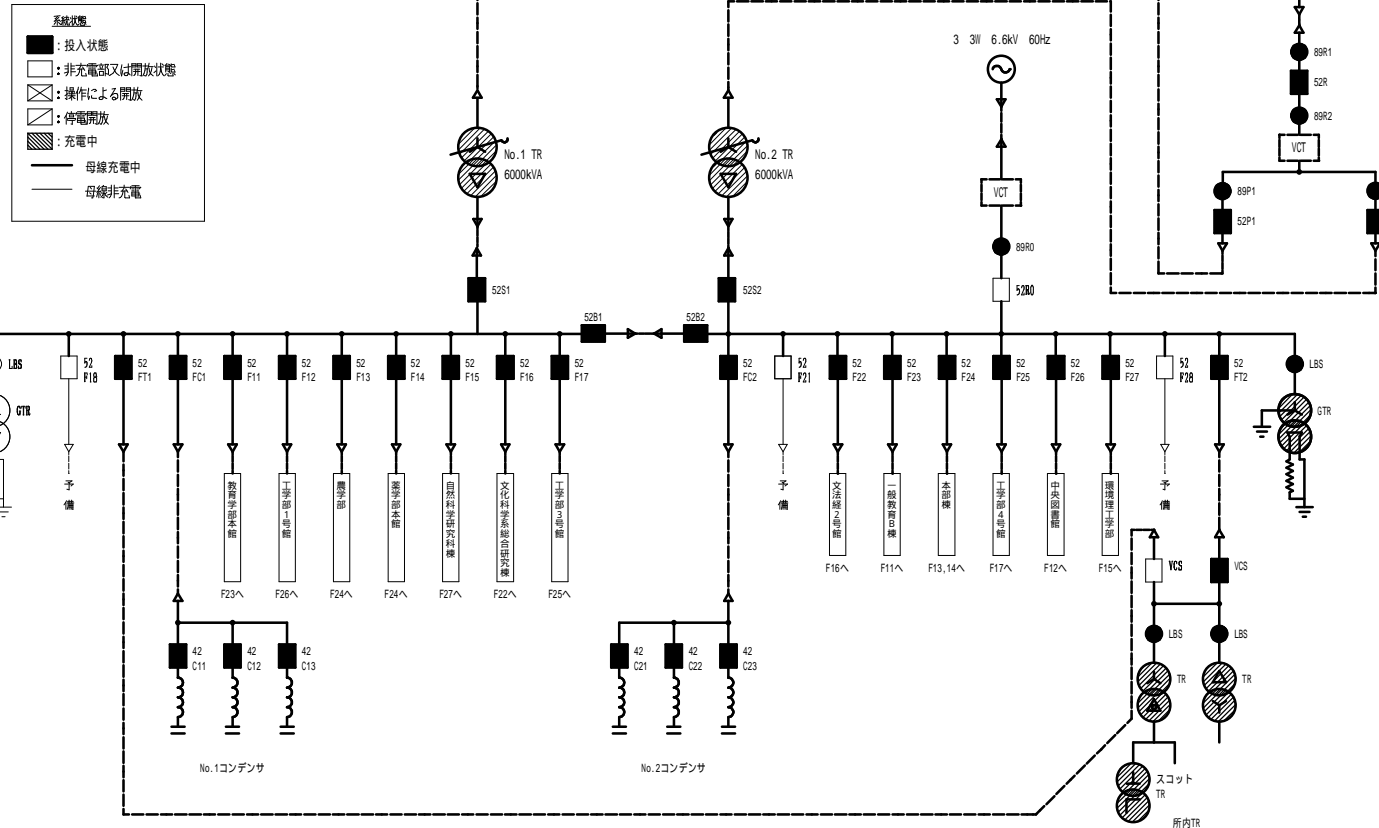 系統状態
：投入状態
：非充電部又は開放状態
：操作による開放
：停電開放
：充電中
母線充電中
母線非充電
3 3W 6.6kV 60Hz
No.1 TR
6000kVA
No.2 TR
6000kVA
VCT
89R0
52R0
52S1
52S2
52B1
52B2
89R1
52R
89R2
VCT
89P1
52P1
LBS
GTR
52
F18
52
FT1
52
FC1
52
F11
52
F12
52
F13
52
F14
52
F15
52
F16
52
F17
52
FC2
52
F21
52
F22
52
F23
52
F24
52
F25
52
F26
52
F27
52
F28
52
FT2
LBS
GTR
予備
教育学部本館
工学部1号館
農学部
薬学部本館
自然科学研究科棟
文化科学系総合研究棟
工学部3号館
予備
文法経2号館
一般教育B棟
本部棟
工学部4号館
中央図書館
環境理工学部
予備
F23へ
F26へ
F24へ
F24へ
F27へ
F22へ
F25へ
F16へ
F11へ
F13,14へ
F17へ
F12へ
F15へ
VCS
VCS
LBS
LBS
TR
TR
42
C11
42
C12
42
C13
42
C21
42
C22
42
C23
No.1コンデンサ
No.2コンデンサ
スコット
TR
所内TR